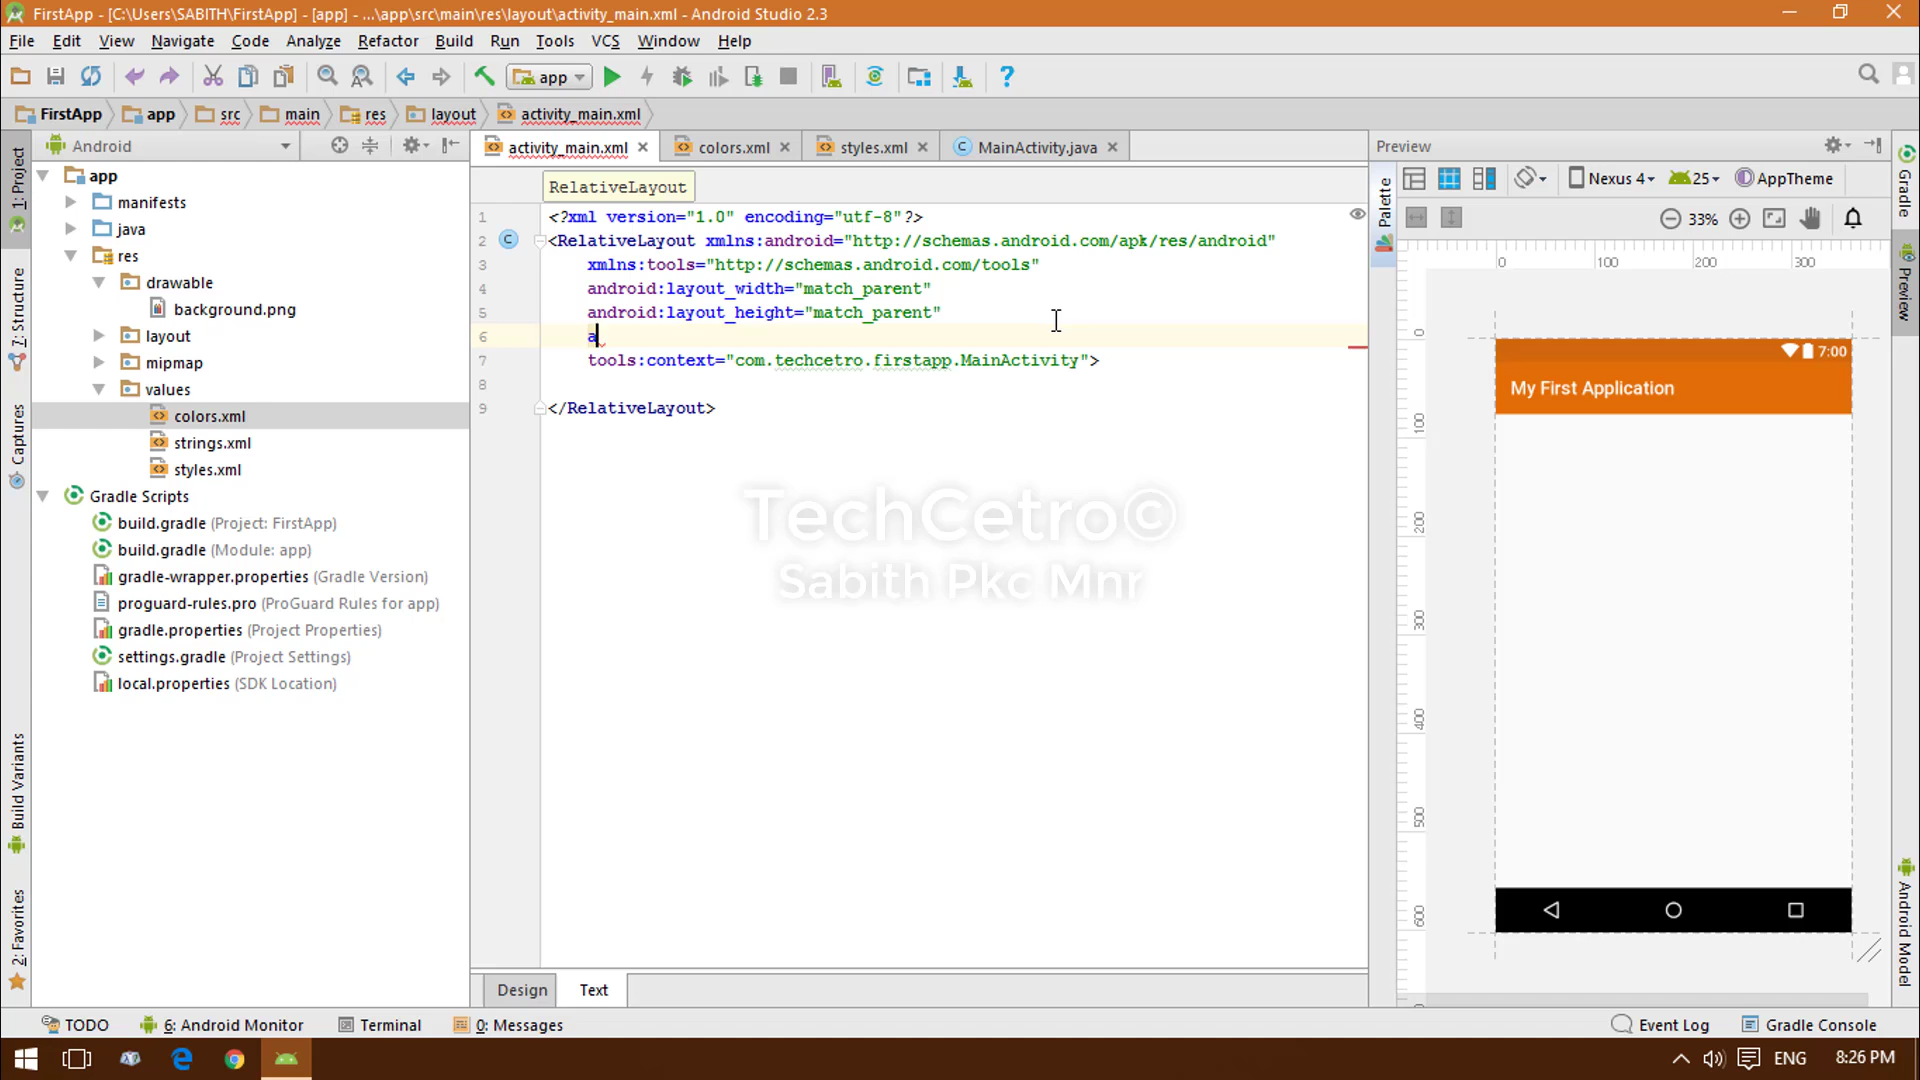 FirstApp - [C:\Users\SABITH\FirstApp] - [app] - ...\app\src\main\res\layout\activity_main.xml - Android Studio 2.3
File Edit View Navigate Code Analyze Refactor Build Run Tools VCS Window Help
app
FirstApp app src main res layout activity_main.xml
Android
activity_main.xml colors.xml styles.xml MainActivity.java
Preview
RelativeLayout
Nexus 4 25 AppTheme
33%
1: Project
7: Structure
Captures
Build Variants
2: Favorites
app
manifests
java
res
drawable
background.png
layout
mipmap
values
colors.xml
strings.xml
styles.xml
Gradle Scripts
build.gradle (Project: FirstApp)
build.gradle (Module: app)
gradle-wrapper.properties (Gradle Version)
proguard-rules.pro (ProGuard Rules for app)
gradle.properties (Project Properties)
settings.gradle (Project Settings)
local.properties (SDK Location)
1 <?xml version="1.0" encoding="utf-8"?>
2 <RelativeLayout xmlns:android="http://schemas.android.com/apk/res/android"
3 xmlns:tools="http://schemas.android.com/tools"
4 android:layout_width="match_parent"
5 android:layout_height="match_parent"
6 a
7 tools:context="com.techcetro.firstapp.MainActivity">
8
9 </RelativeLayout>
TechCetro©
Sabith Pkc Mnr
Design Text
Palette
0 100 200 300
0
100
200
300
400
500
600
7:00
My First Application
Gradle
Preview
Android Model
TODO 6: Android Monitor Terminal 0: Messages Event Log Gradle Console
ENG 8:26 PM